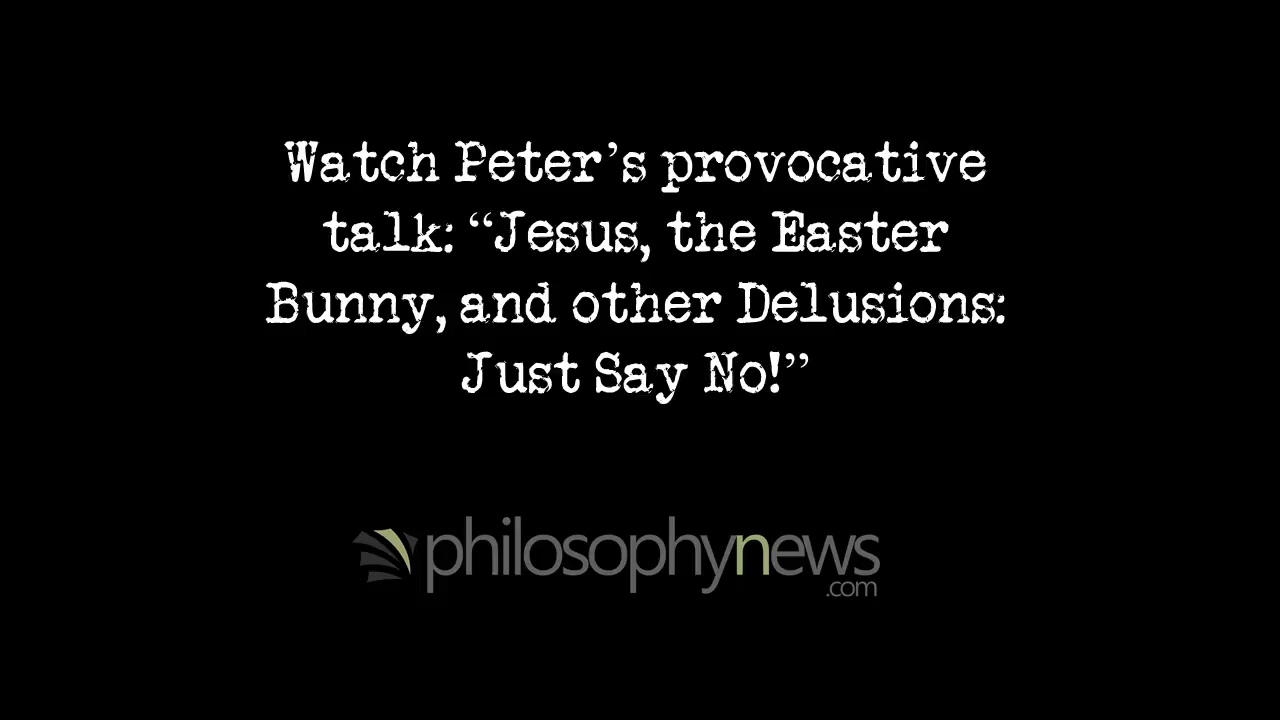 Watch Peter’s provocative
talk: “Jesus, the Easter
Bunny, and other Delusions:
Just Say No!”
philosophynews
.com